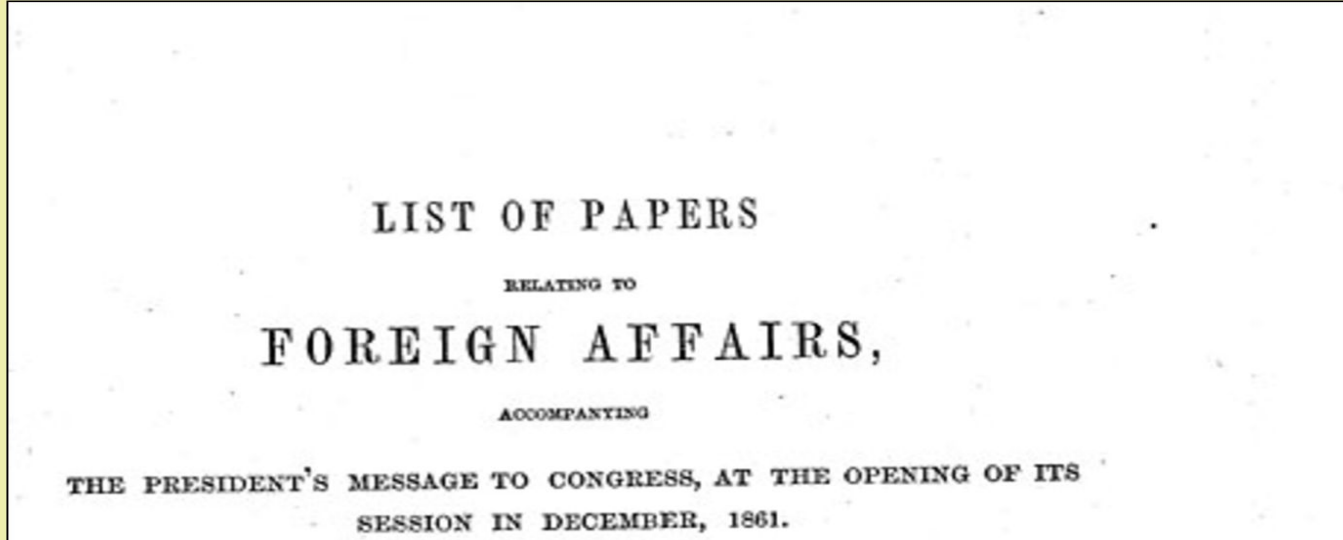 LIST OF PAPERS
RELATING TO
FOREIGN AFFAIRS,
ACCOMPANYING
THE PRESIDENT'S MESSAGE TO CONGRESS, AT THE OPENING OF ITS
SESSION IN DECEMBER, 1861.